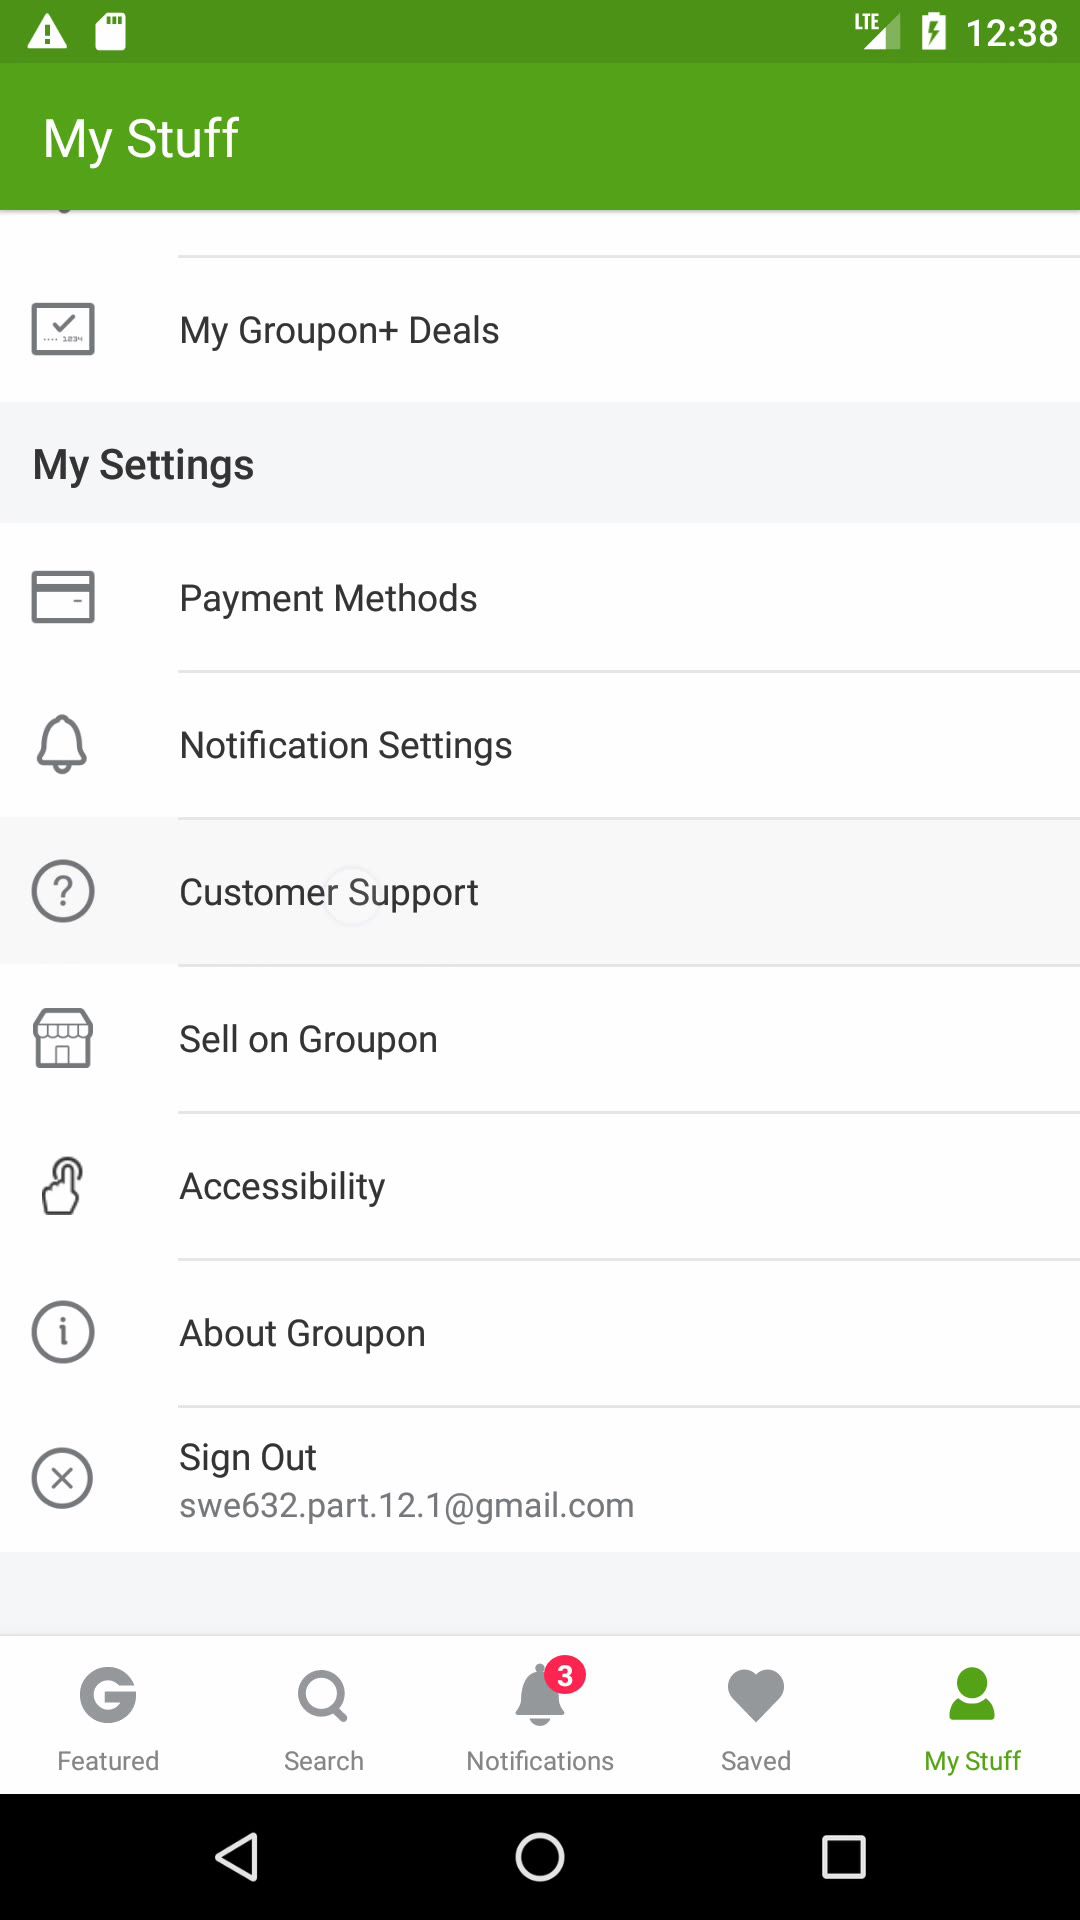 LTE 12:38
My Stuff
My Groupon+ Deals
My Settings
Payment Methods
Notification Settings
Customer Support
Sell on Groupon
Accessibility
About Groupon
Sign Out
swe632.part.12.1@gmail.com
3
Featured Search Notifications Saved My Stuff